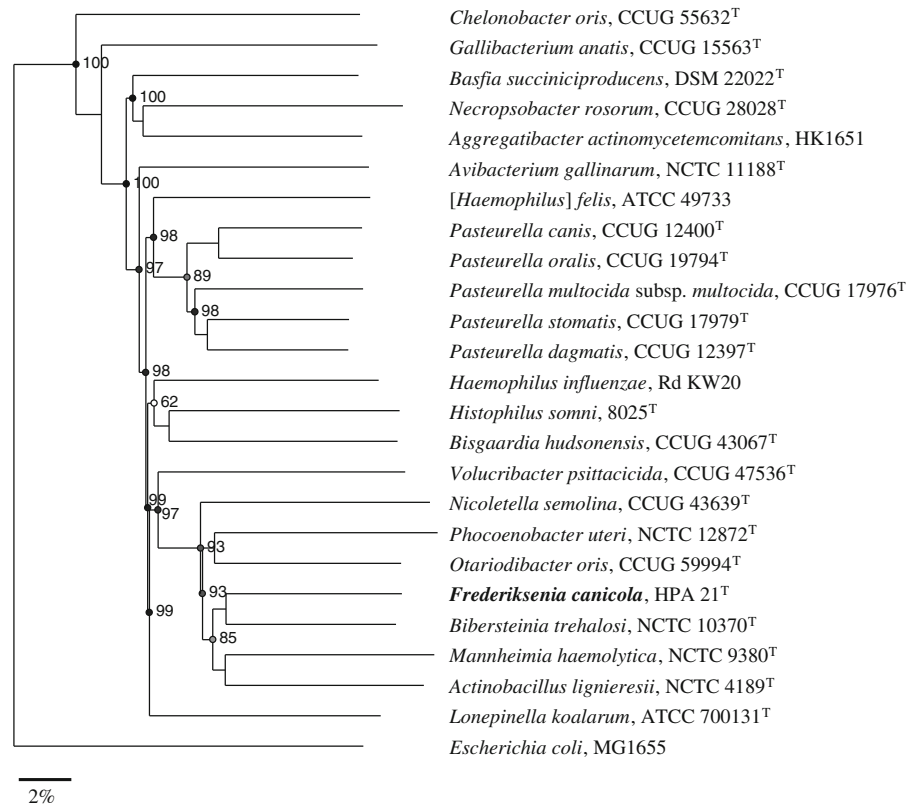 Chelonobacter oris, CCUG 55632T
Gallibacterium anatis, CCUG 15563T
100
Basfia succiniciproducens, DSM 22022T
100
Necropsobacter rosorum, CCUG 28028T
Aggregatibacter actinomycetemcomitans, HK1651
Avibacterium gallinarum, NCTC 11188T
100
[Haemophilus] felis, ATCC 49733
Pasteurella canis, CCUG 12400T
98
Pasteurella oralis, CCUG 19794T
97
89
Pasteurella multocida subsp. multocida, CCUG 17976T
98
Pasteurella stomatis, CCUG 17979T
Pasteurella dagmatis, CCUG 12397T
98
Haemophilus influenzae, Rd KW20
62
Histophilus somni, 8025T
Bisgaardia hudsonensis, CCUG 43067T
Volucribacter psittacicida, CCUG 47536T
99
97
Nicoletella semolina, CCUG 43639T
Phocoenobacter uteri, NCTC 12872T
93
Otariodibacter oris, CCUG 59994T
93
Frederiksenia canicola, HPA 21T
99
Bibersteinia trehalosi, NCTC 10370T
85
Mannheimia haemolytica, NCTC 9380T
Actinobacillus lignieresii, NCTC 4189T
Lonepinella koalarum, ATCC 700131T
Escherichia coli, MG1655
2%